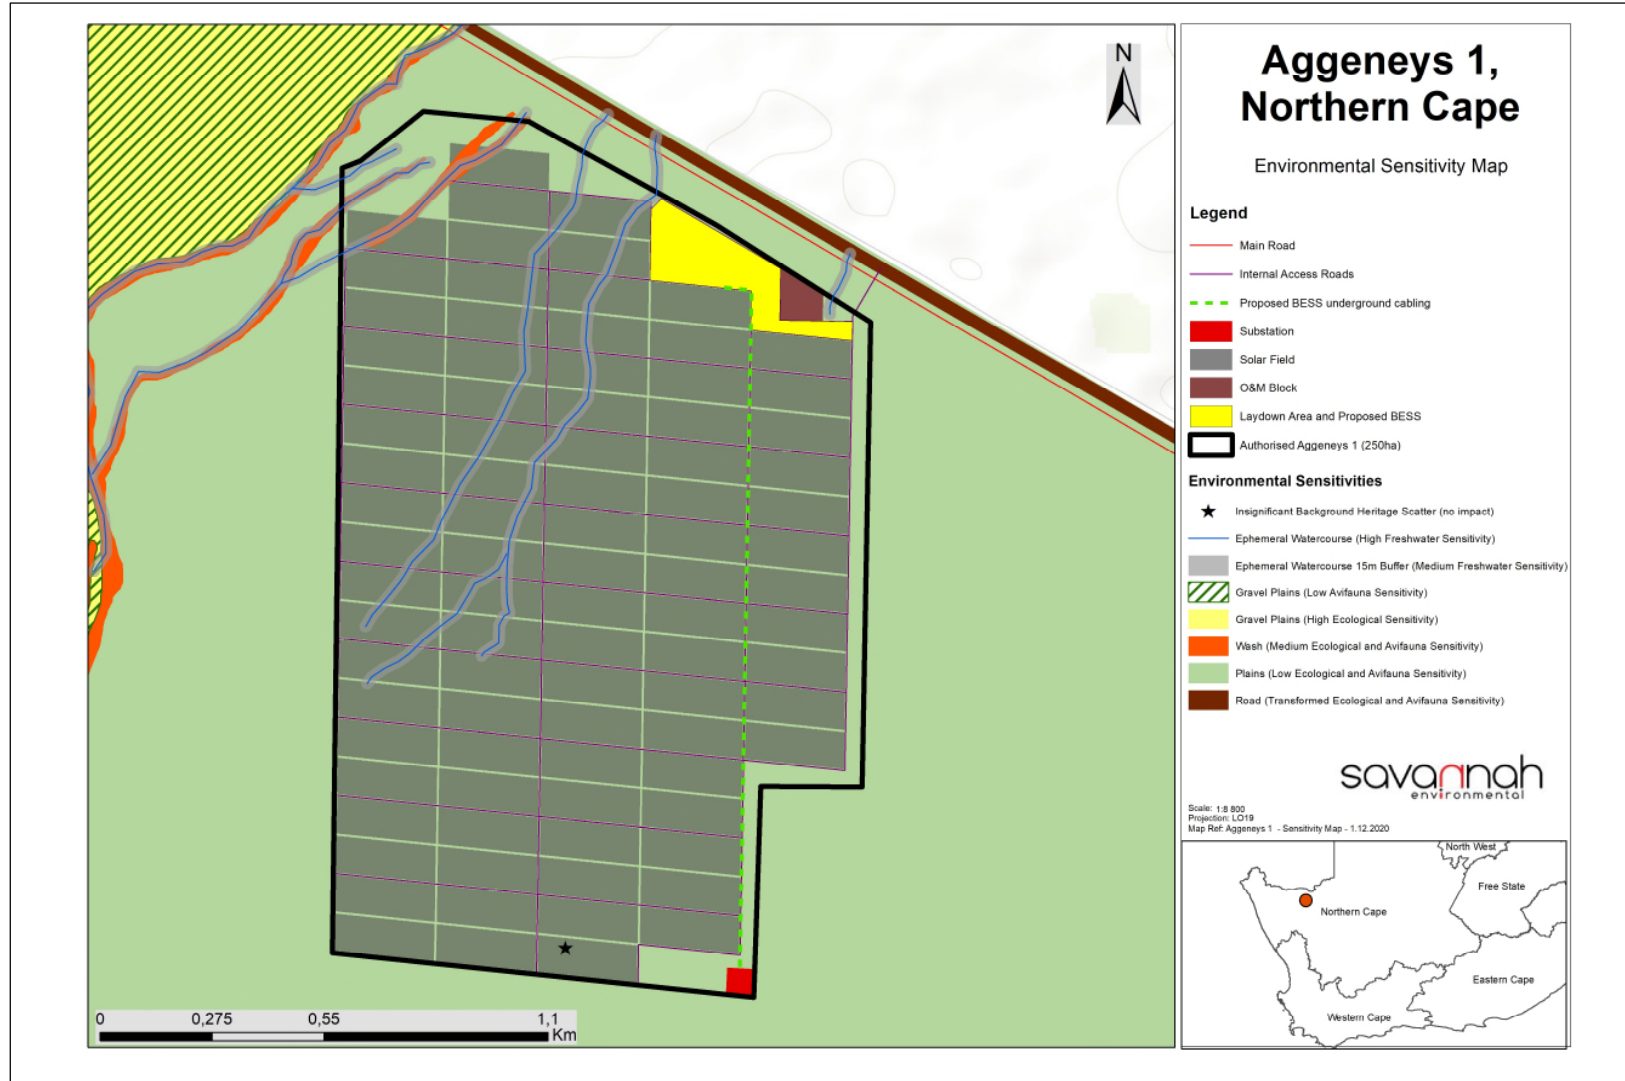 N
Aggeneys 1,
Northern Cape
Environmental Sensitivity Map
Legend
Main Road
Internal Access Roads
Proposed BESS underground cabling
Substation
Solar Field
O&M Block
Laydown Area and Proposed BESS
Authorised Aggeneys 1 (250ha)
Environmental Sensitivities
Insignificant Background Heritage Scatter (no impact)
Ephemeral Watercourse (High Freshwater Sensitivity)
Ephemeral Watercourse 15m Buffer (Medium Freshwater Sensitivity)
Gravel Plains (Low Avifauna Sensitivity)
Gravel Plains (High Ecological Sensitivity)
Wash (Medium Ecological and Avifauna Sensitivity)
Plains (Low Ecological and Avifauna Sensitivity)
Road (Transformed Ecological and Avifauna Sensitivity)
savannah
environmental
Scale: 1:8 800
Projection: LO19
Map Ref: Aggeneys 1 - Sensitivity Map - 1.12.2020
North West
Free State
Northern Cape
Eastern Cape
Western Cape
0 0,275 0,55 1,1
Km